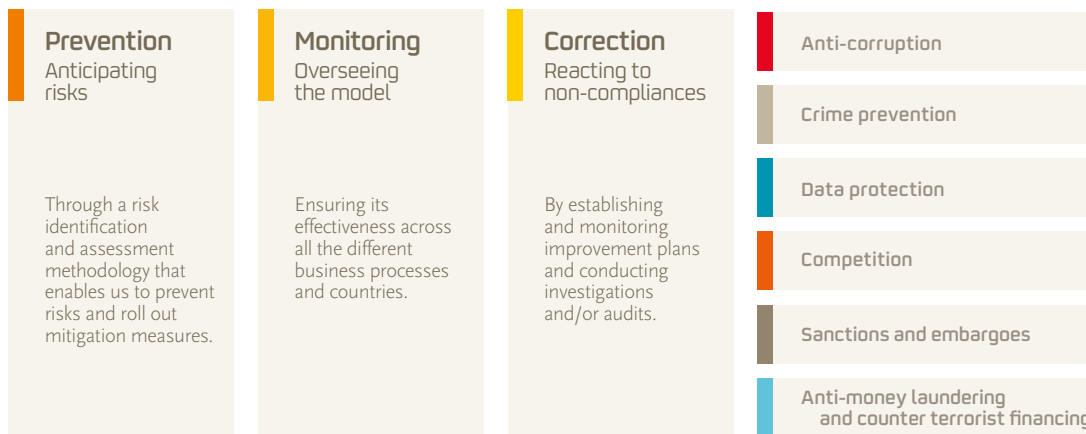 Prevention
Anticipating
risks
Through a risk
identification
and assessment
methodology that
enables us to prevent
risks and roll out
mitigation measures.
Monitoring
Overseeing
the model
Ensuring its
effectiveness across
all the different
business processes
and countries.
Correction
Reacting to
non-compliances
By establishing
and monitoring
improvement plans
and conducting
investigations
and/or audits.
Anti-corruption
Crime prevention
Data protection
Competition
Sanctions and embargoes
Anti-money laundering
and counter terrorist financing